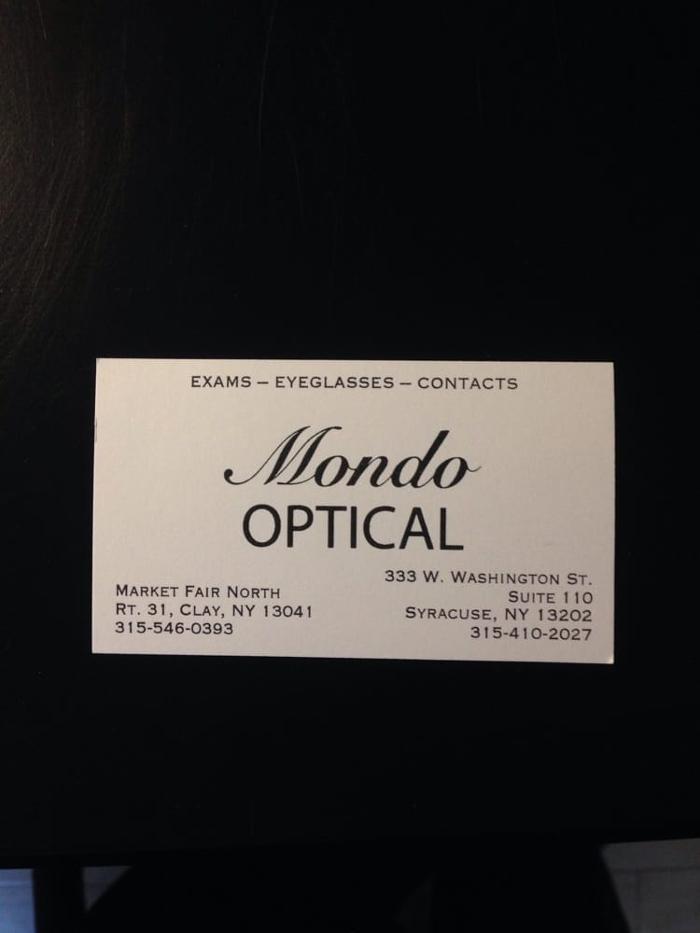 EXAMS – EYEGLASSES – CONTACTS
Mondo
OPTICAL
MARKET FAIR NORTH
RT. 31, CLAY, NY 13041
315-546-0393
333 W. WASHINGTON ST.
SUITE 110
SYRACUSE, NY 13202
315-410-2027